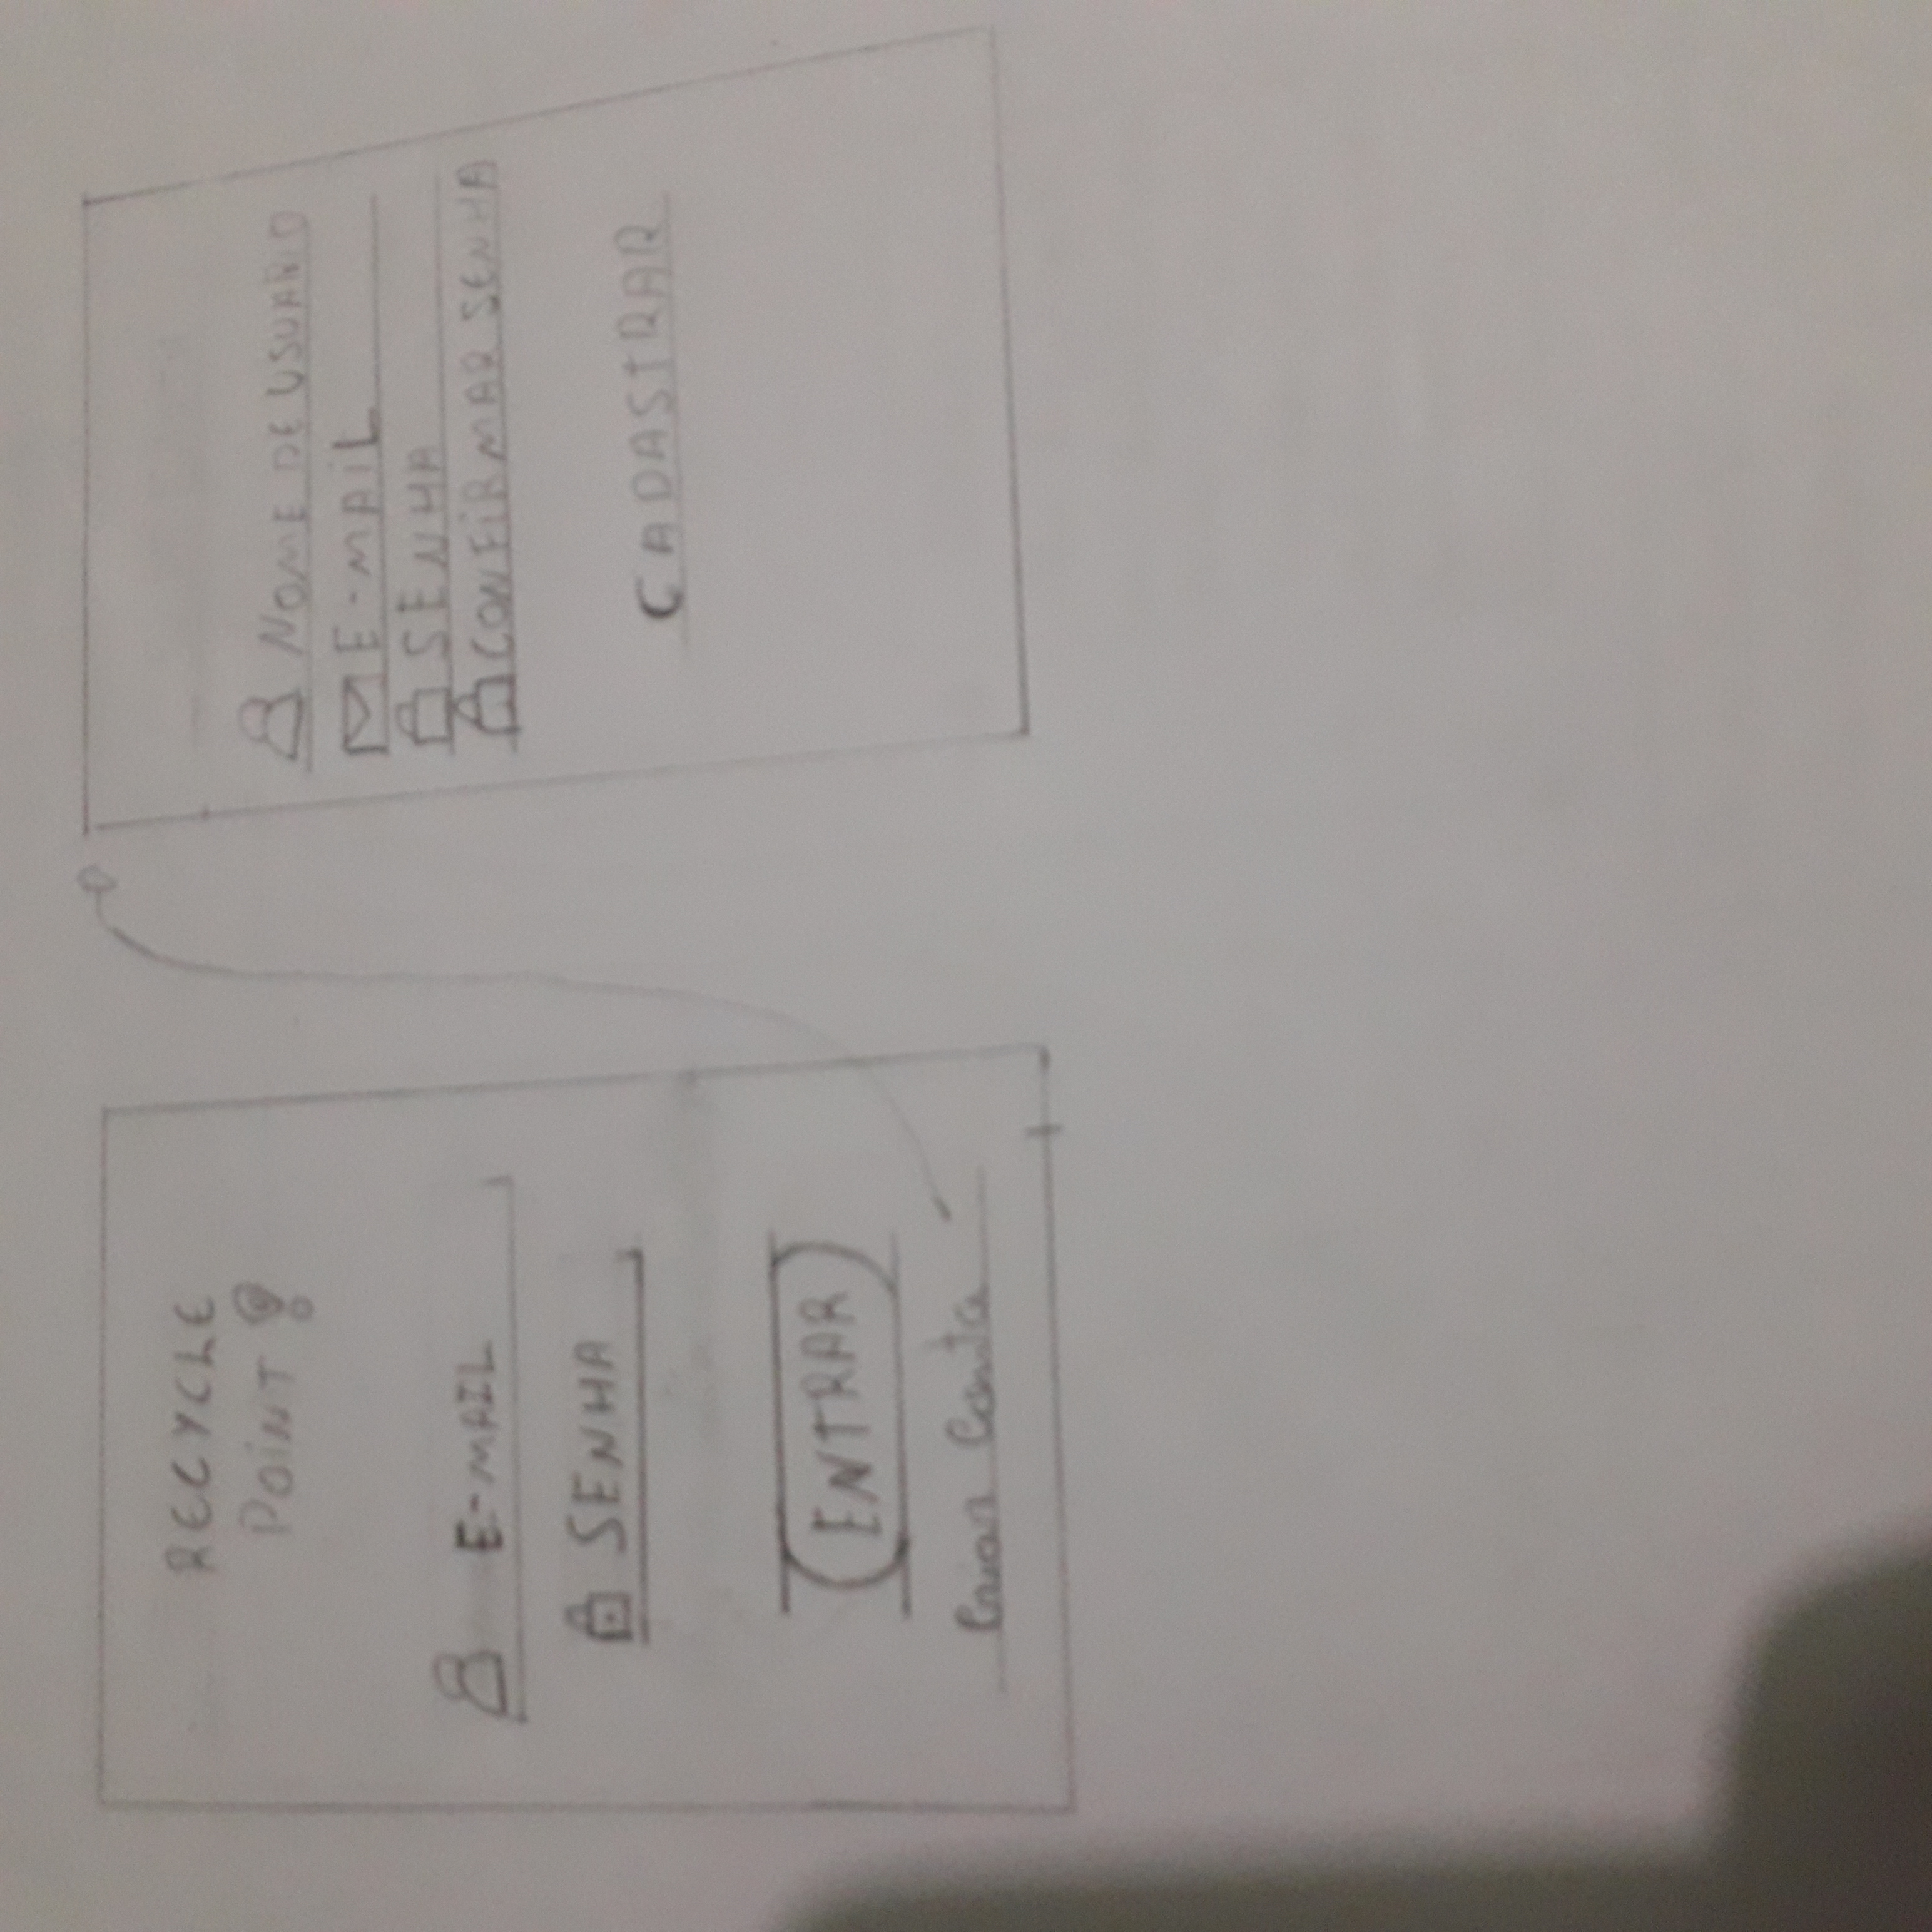 RECYCLE
POINT
E-MAIL
SENHA
ENTRAR
Criar Conta
NOME DE USUARIO
E-MAIL
SENHA
CONFIRMAR SENHA
CADASTRAR